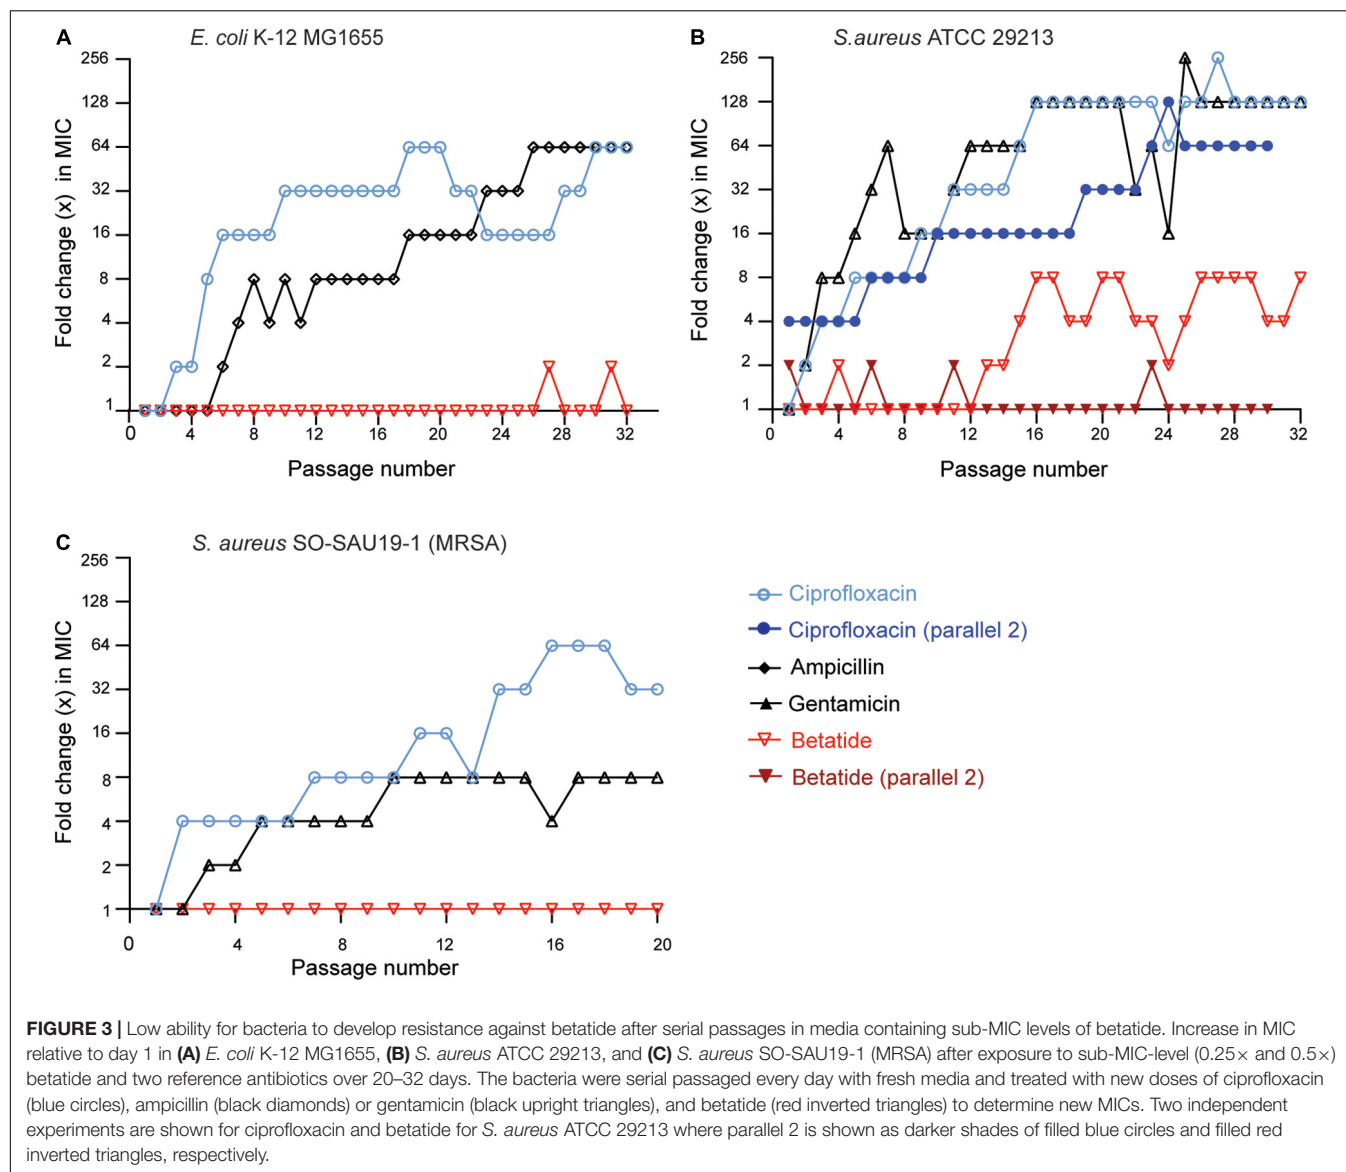 A
E. coli K-12 MG1655
256
128
64
32
16
8
4
2
1
Fold change (x) in MIC
0
4
8
12
16
20
24
28
32
Passage number
B
S.aureus ATCC 29213
256
128
64
32
16
8
4
2
1
Fold change (x) in MIC
0
4
8
12
16
20
24
28
32
Passage number
C
S. aureus SO-SAU19-1 (MRSA)
256
128
64
32
16
8
4
2
1
Fold change (x) in MIC
0
4
8
12
16
20
Passage number
Ciprofloxacin
Ciprofloxacin (parallel 2)
Ampicillin
Gentamicin
Betatide
Betatide (parallel 2)
FIGURE 3 | Low ability for bacteria to develop resistance against betatide after serial passages in media containing sub-MIC levels of betatide. Increase in MIC
relative to day 1 in (A) E. coli K-12 MG1655, (B) S. aureus ATCC 29213, and (C) S. aureus SO-SAU19-1 (MRSA) after exposure to sub-MIC-level (0.25× and 0.5×)
betatide and two reference antibiotics over 20–32 days. The bacteria were serial passaged every day with fresh media and treated with new doses of ciprofloxacin
(blue circles), ampicillin (black diamonds) or gentamicin (black upright triangles), and betatide (red inverted triangles) to determine new MICs. Two independent
experiments are shown for ciprofloxacin and betatide for S. aureus ATCC 29213 where parallel 2 is shown as darker shades of filled blue circles and filled red
inverted triangles, respectively.